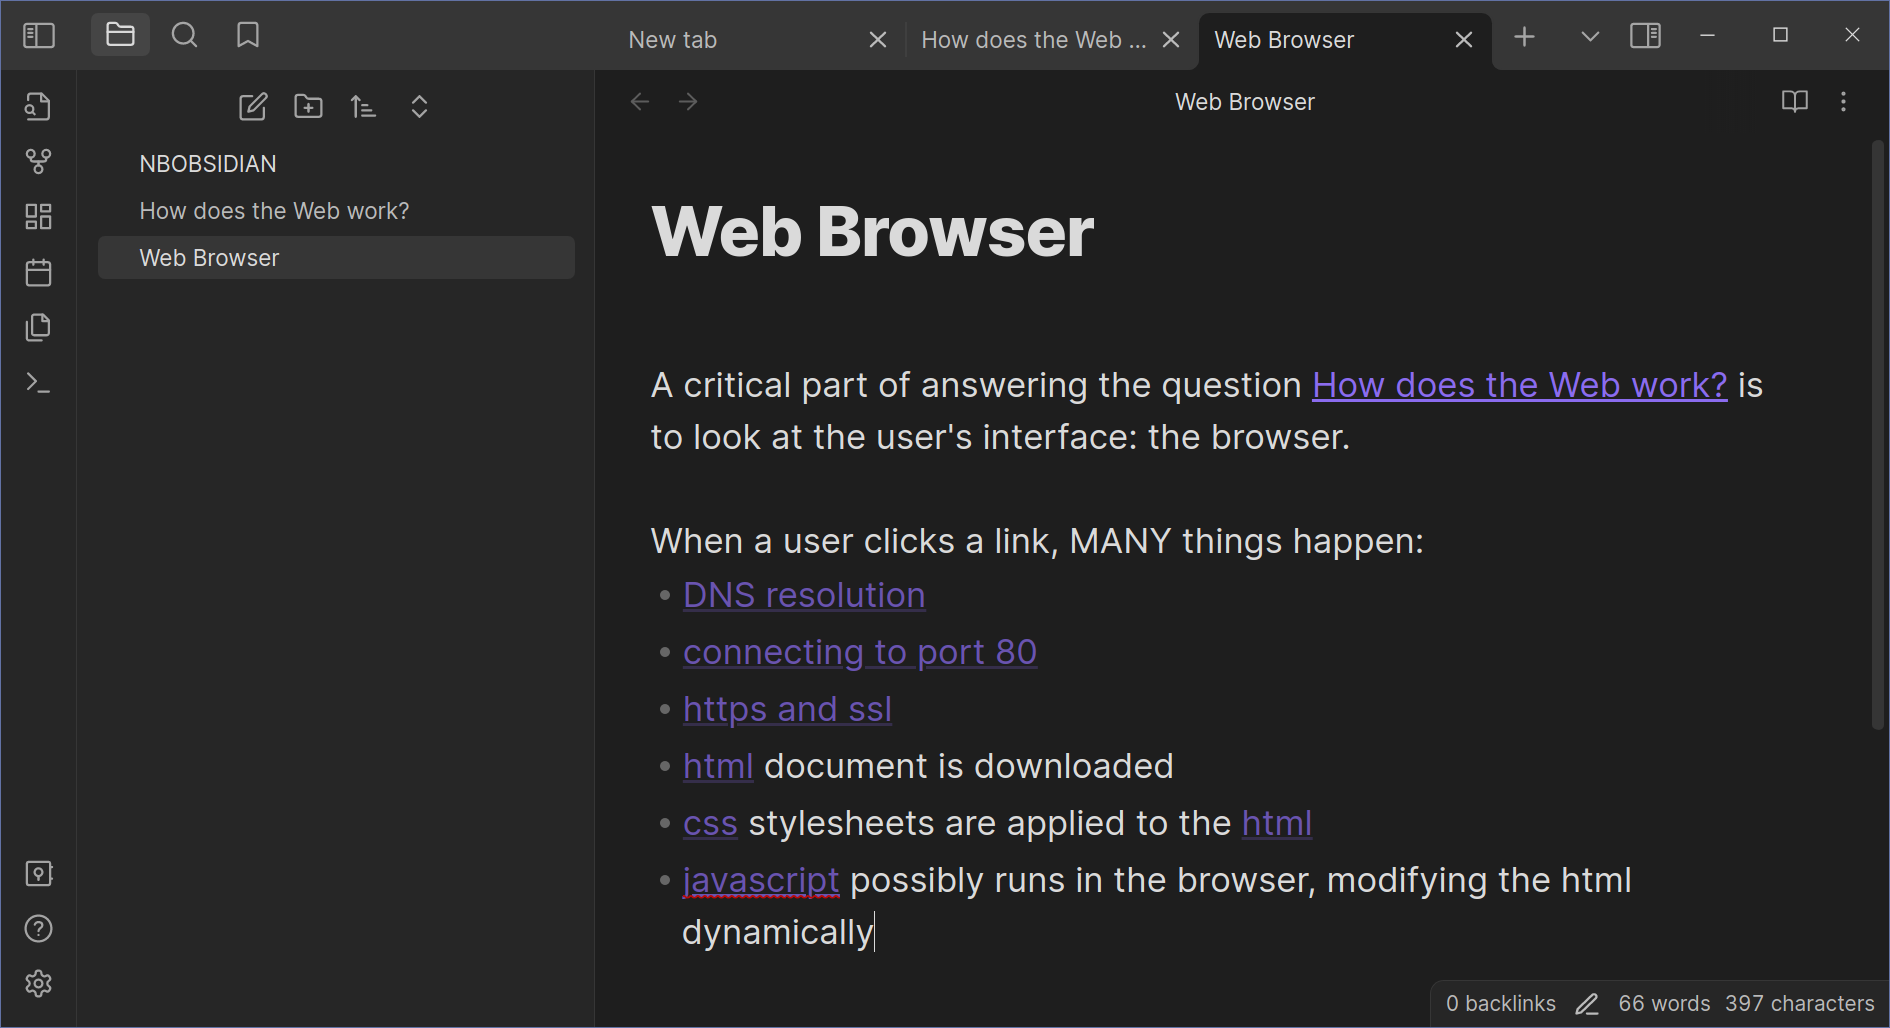 New tab
How does the Web ...
Web Browser
Web Browser
NBOBSIDIAN
How does the Web work?
Web Browser
Web Browser
A critical part of answering the question How does the Web work? is
to look at the user's interface: the browser.
When a user clicks a link, MANY things happen:
• DNS resolution
• connecting to port 80
• https and ssl
• html document is downloaded
• css stylesheets are applied to the html
• javascript possibly runs in the browser, modifying the html
dynamically
0 backlinks 66 words 397 characters